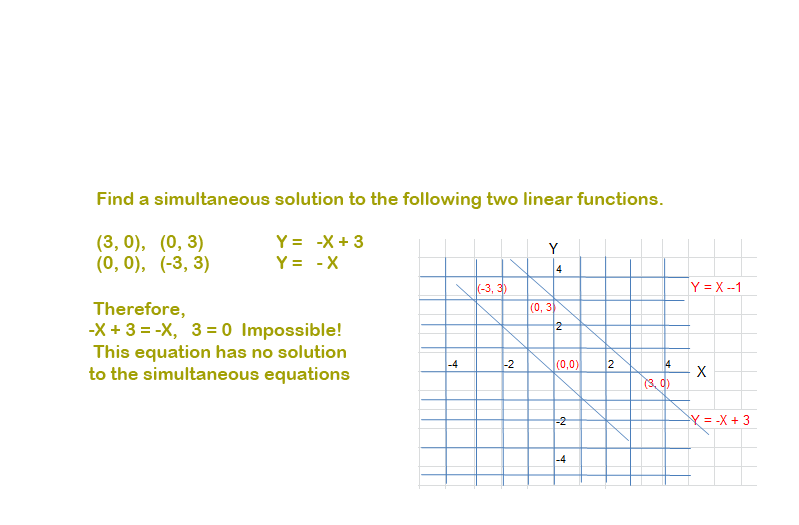 Find a simultaneous solution to the following two linear functions.
(3, 0), (0, 3) Y = -X + 3
(0, 0), (-3, 3) Y = - X
Therefore,
-X + 3 = -X, 3 = 0 Impossible!
This equation has no solution
to the simultaneous equations
Y
4
(-3, 3)
Y = X --1
(0, 3)
2
-4
-2
(0,0)
2
4
X
(3, 0)
-2
Y = -X + 3
-4